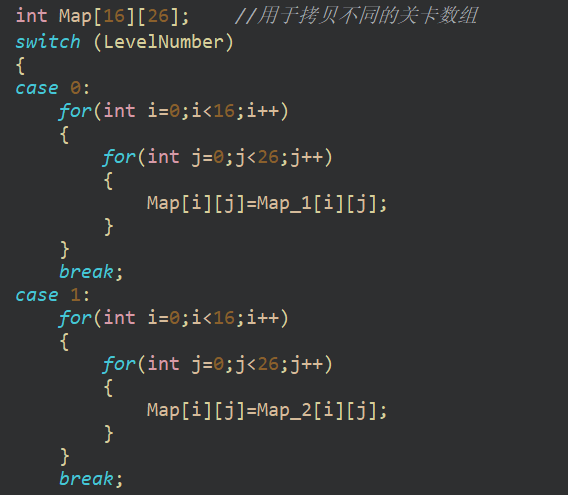 int Map[16][26];    //用于拷贝不同的关卡数组
switch (LevelNumber)
{
case 0:
    for(int i=0;i<16;i++)
    {
        for(int j=0;j<26;j++)
        {
            Map[i][j]=Map_1[i][j];
        }
    }
    break;
case 1:
    for(int i=0;i<16;i++)
    {
        for(int j=0;j<26;j++)
        {
            Map[i][j]=Map_2[i][j];
        }
    }
    break;